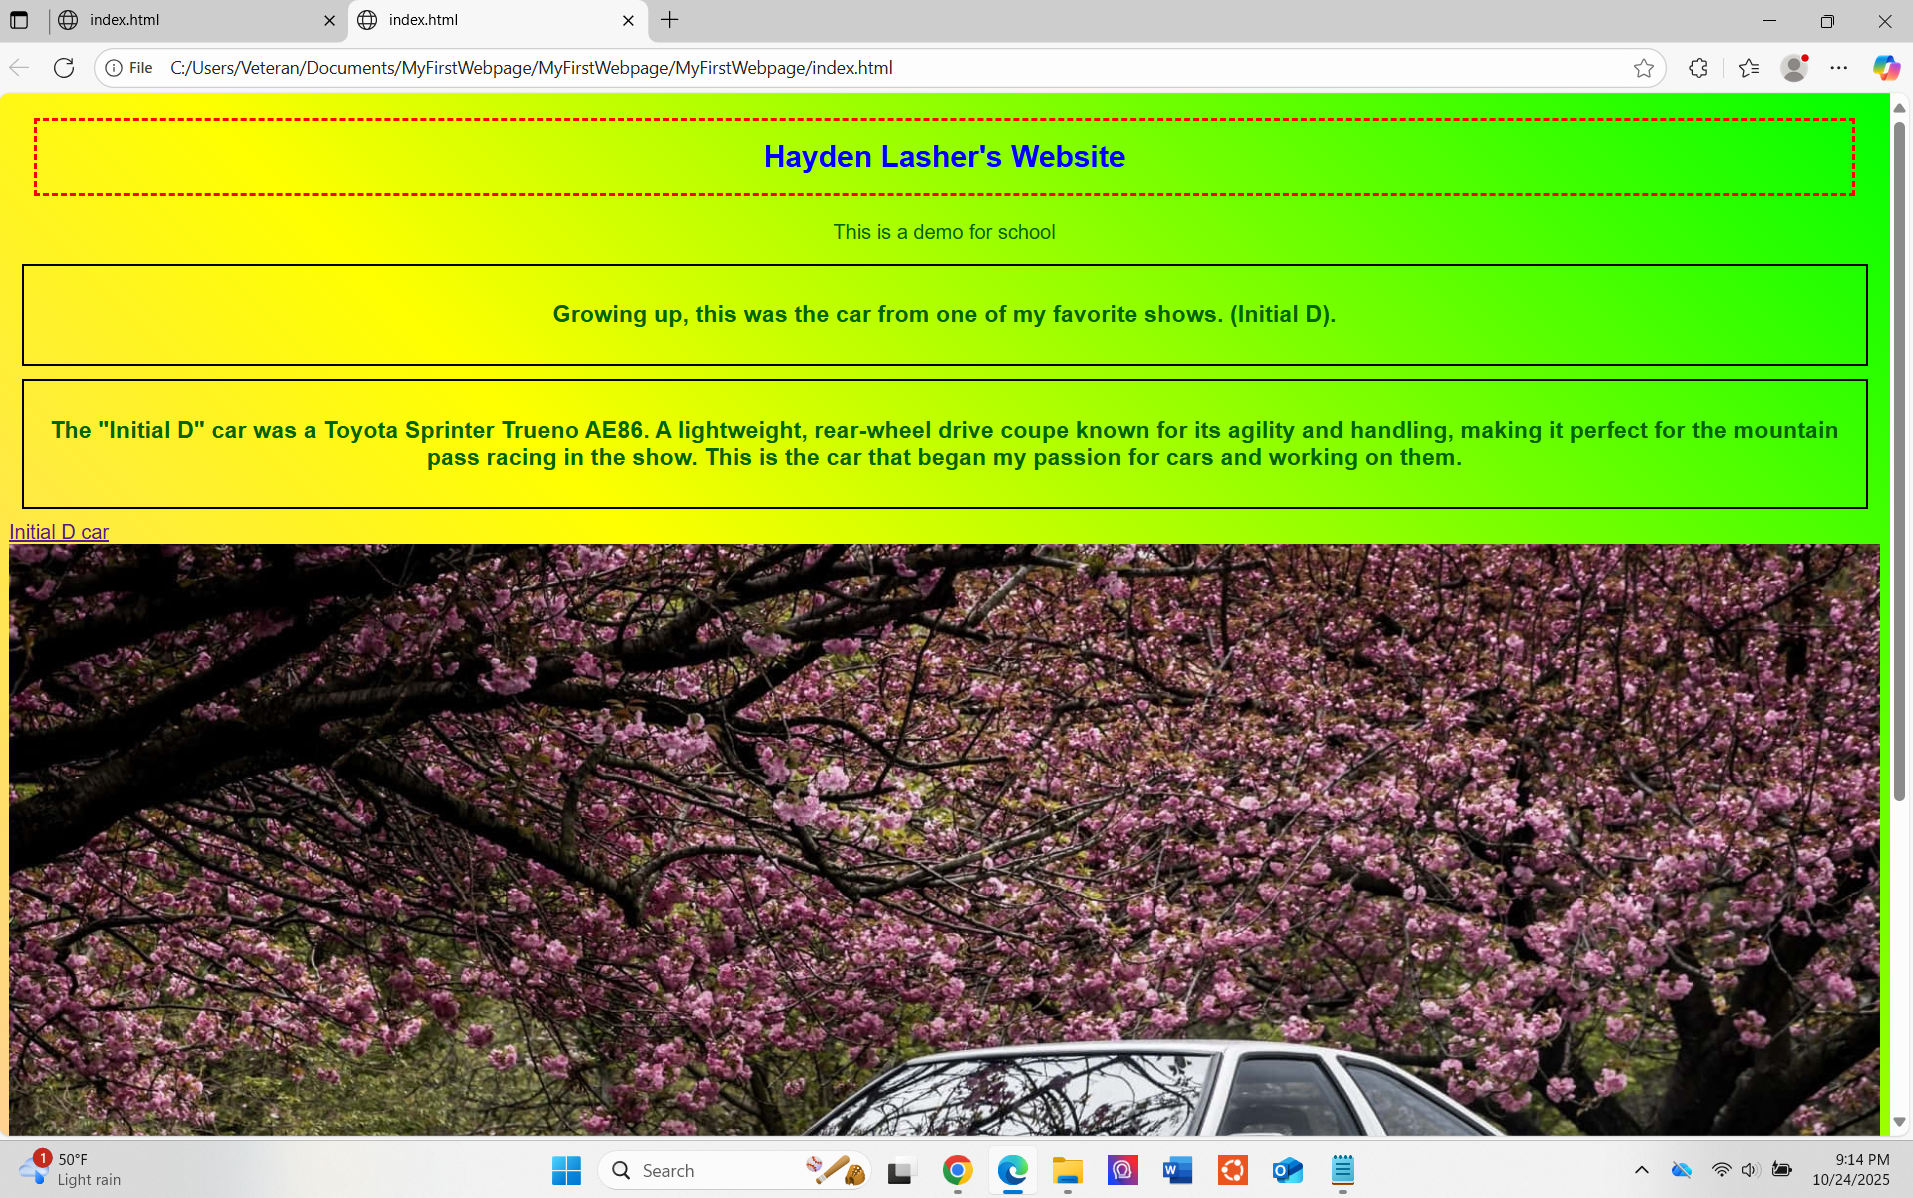 index.html
index.html
File C:/Users/Veteran/Documents/MyFirstWebpage/MyFirstWebpage/MyFirstWebpage/index.html
Hayden Lasher's Website
This is a demo for school
Growing up, this was the car from one of my favorite shows. (Initial D).
The "Initial D" car was a Toyota Sprinter Trueno AE86. A lightweight, rear-wheel drive coupe known for its agility and handling, making it perfect for the mountain
pass racing in the show. This is the car that began my passion for cars and working on them.
Initial D car
1
50°F
Light rain
Search
9:14 PM
10/24/2025